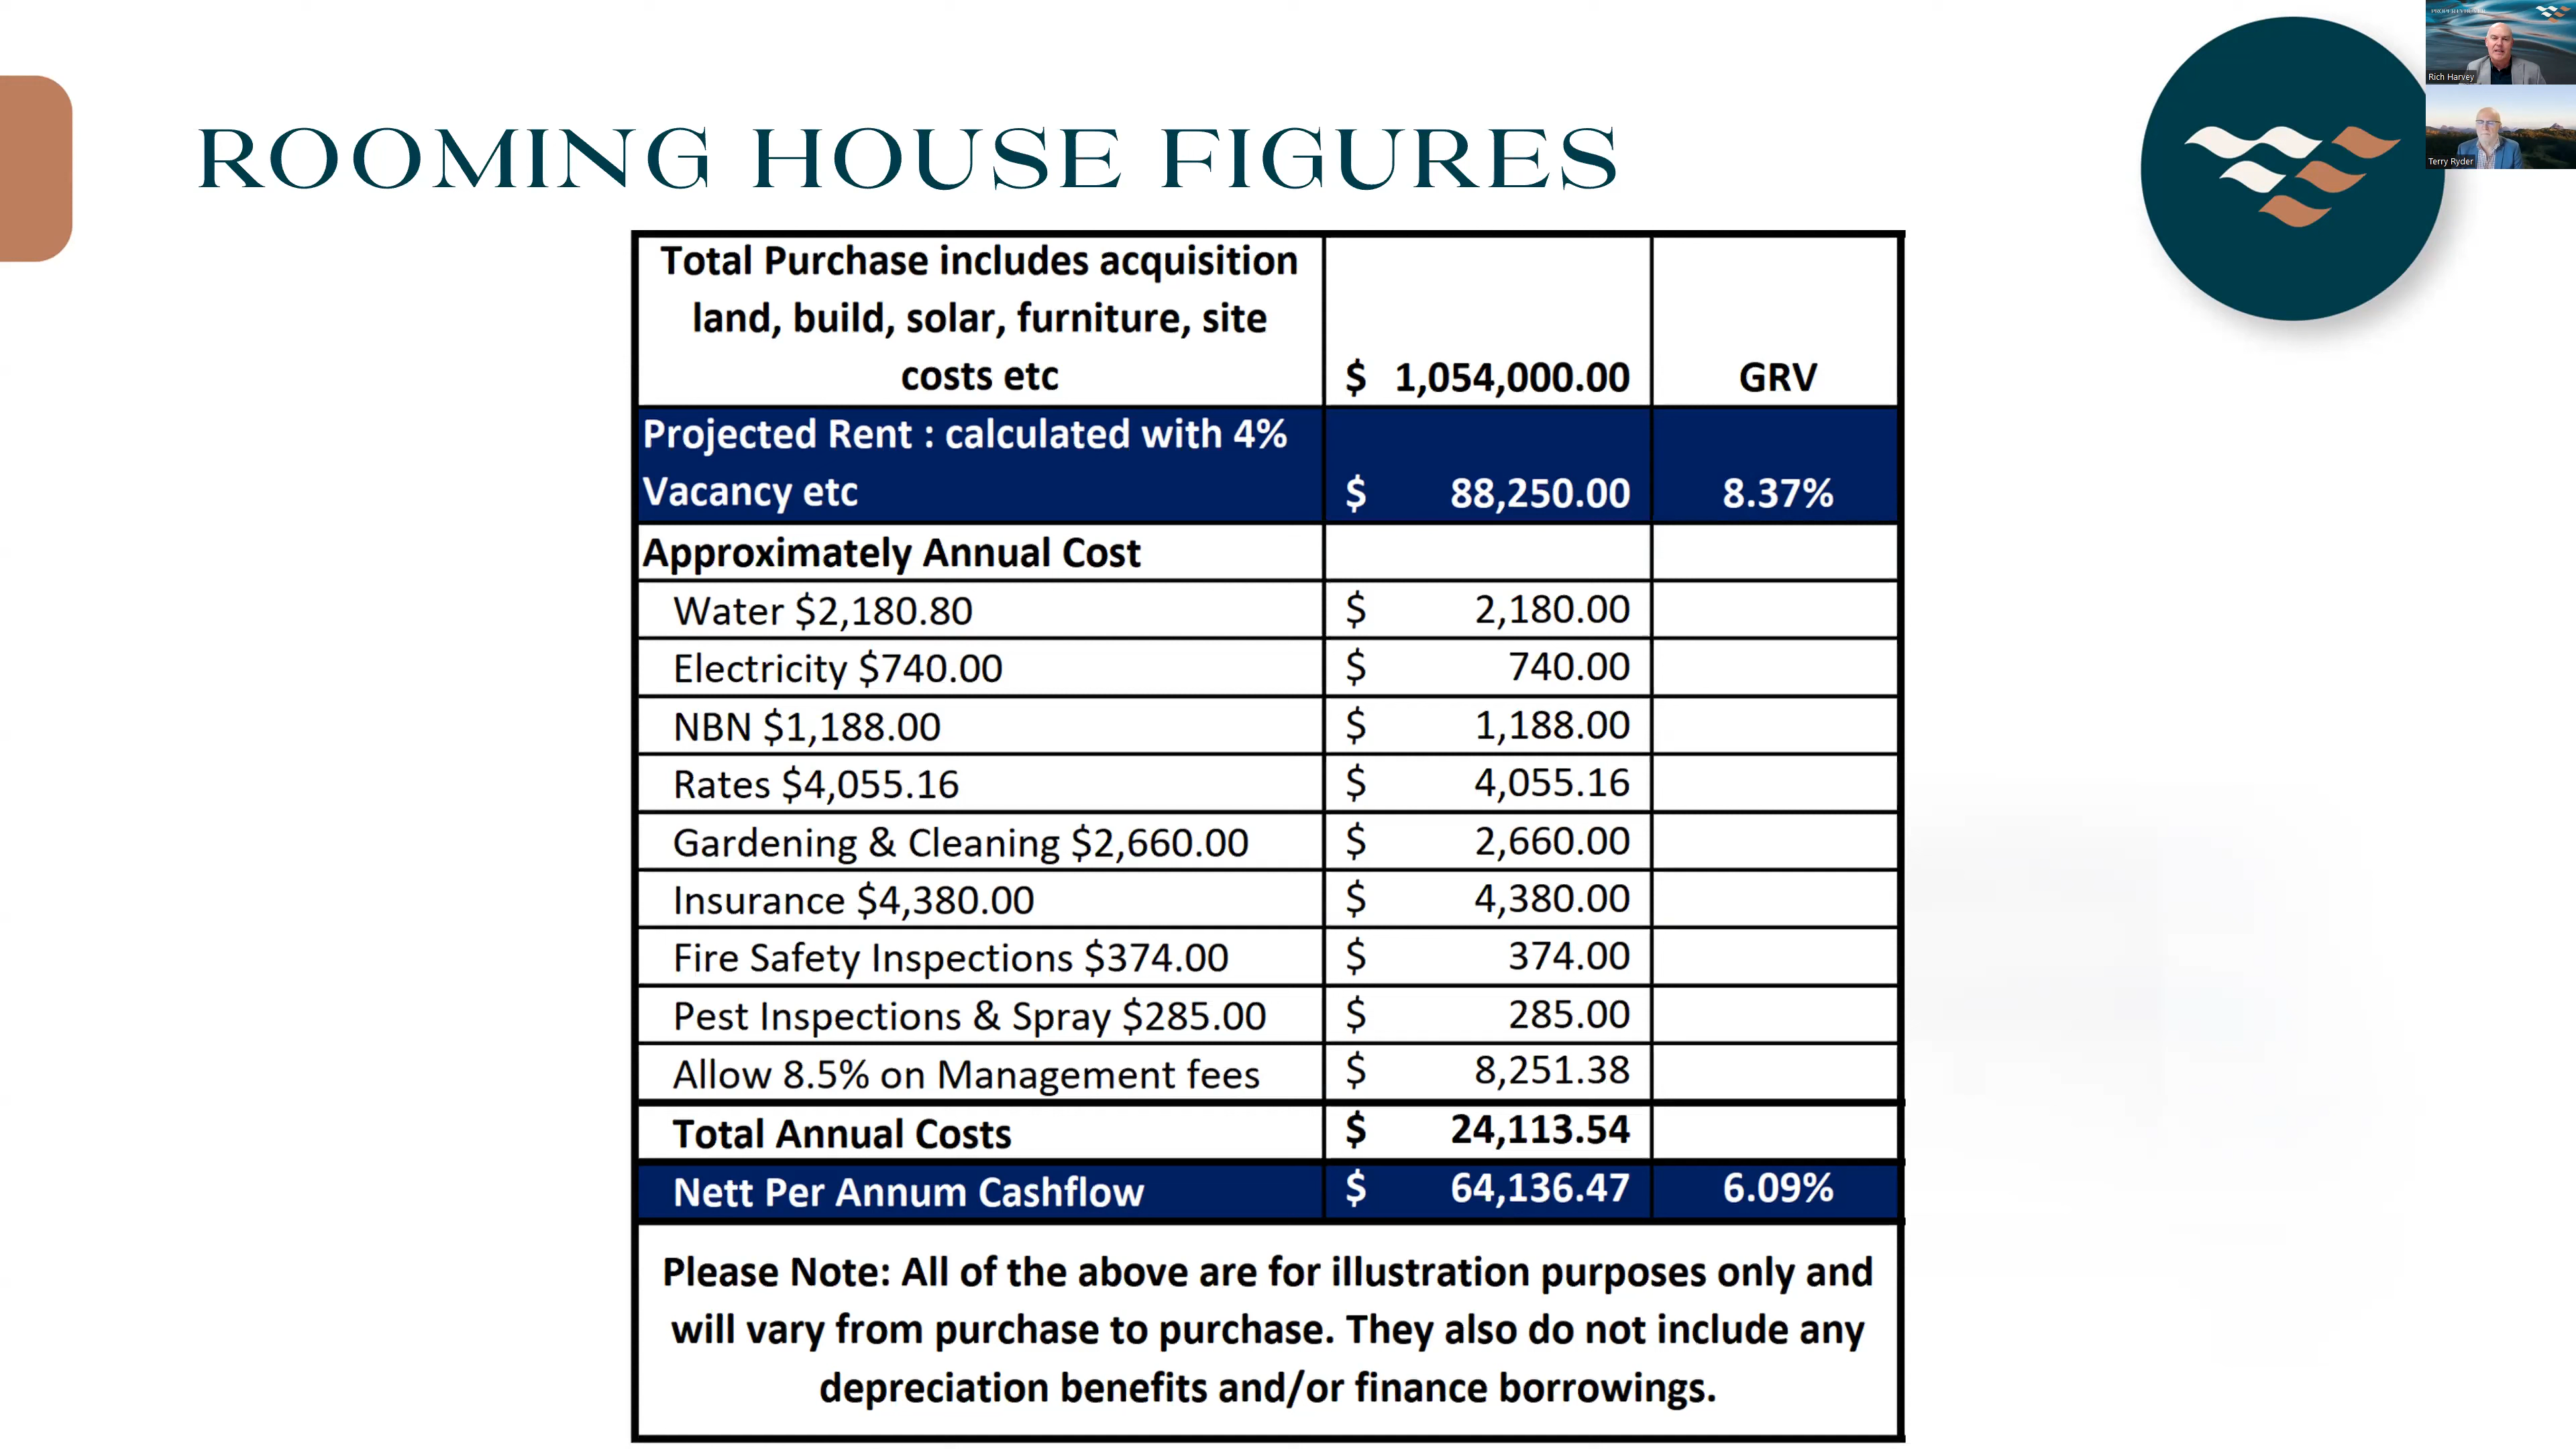 ROOMING HOUSE FIGURES
Rich Harvey
Terry Ryder
Total Purchase includes acquisition
land, build, solar, furniture, site
costs etc
$ 1,054,000.00
GRV
Projected Rent : calculated with 4%
Vacancy etc
$ 88,250.00
8.37%
Approximately Annual Cost
Water $2,180.80
$ 2,180.00
Electricity $740.00
$ 740.00
NBN $1,188.00
$ 1,188.00
Rates $4,055.16
$ 4,055.16
Gardening & Cleaning $2,660.00
$ 2,660.00
Insurance $4,380.00
$ 4,380.00
Fire Safety Inspections $374.00
$ 374.00
Pest Inspections & Spray $285.00
$ 285.00
Allow 8.5% on Management fees
$ 8,251.38
Total Annual Costs
$ 24,113.54
Nett Per Annum Cashflow
$ 64,136.47
6.09%
Please Note: All of the above are for illustration purposes only and
will vary from purchase to purchase. They also do not include any
depreciation benefits and/or finance borrowings.